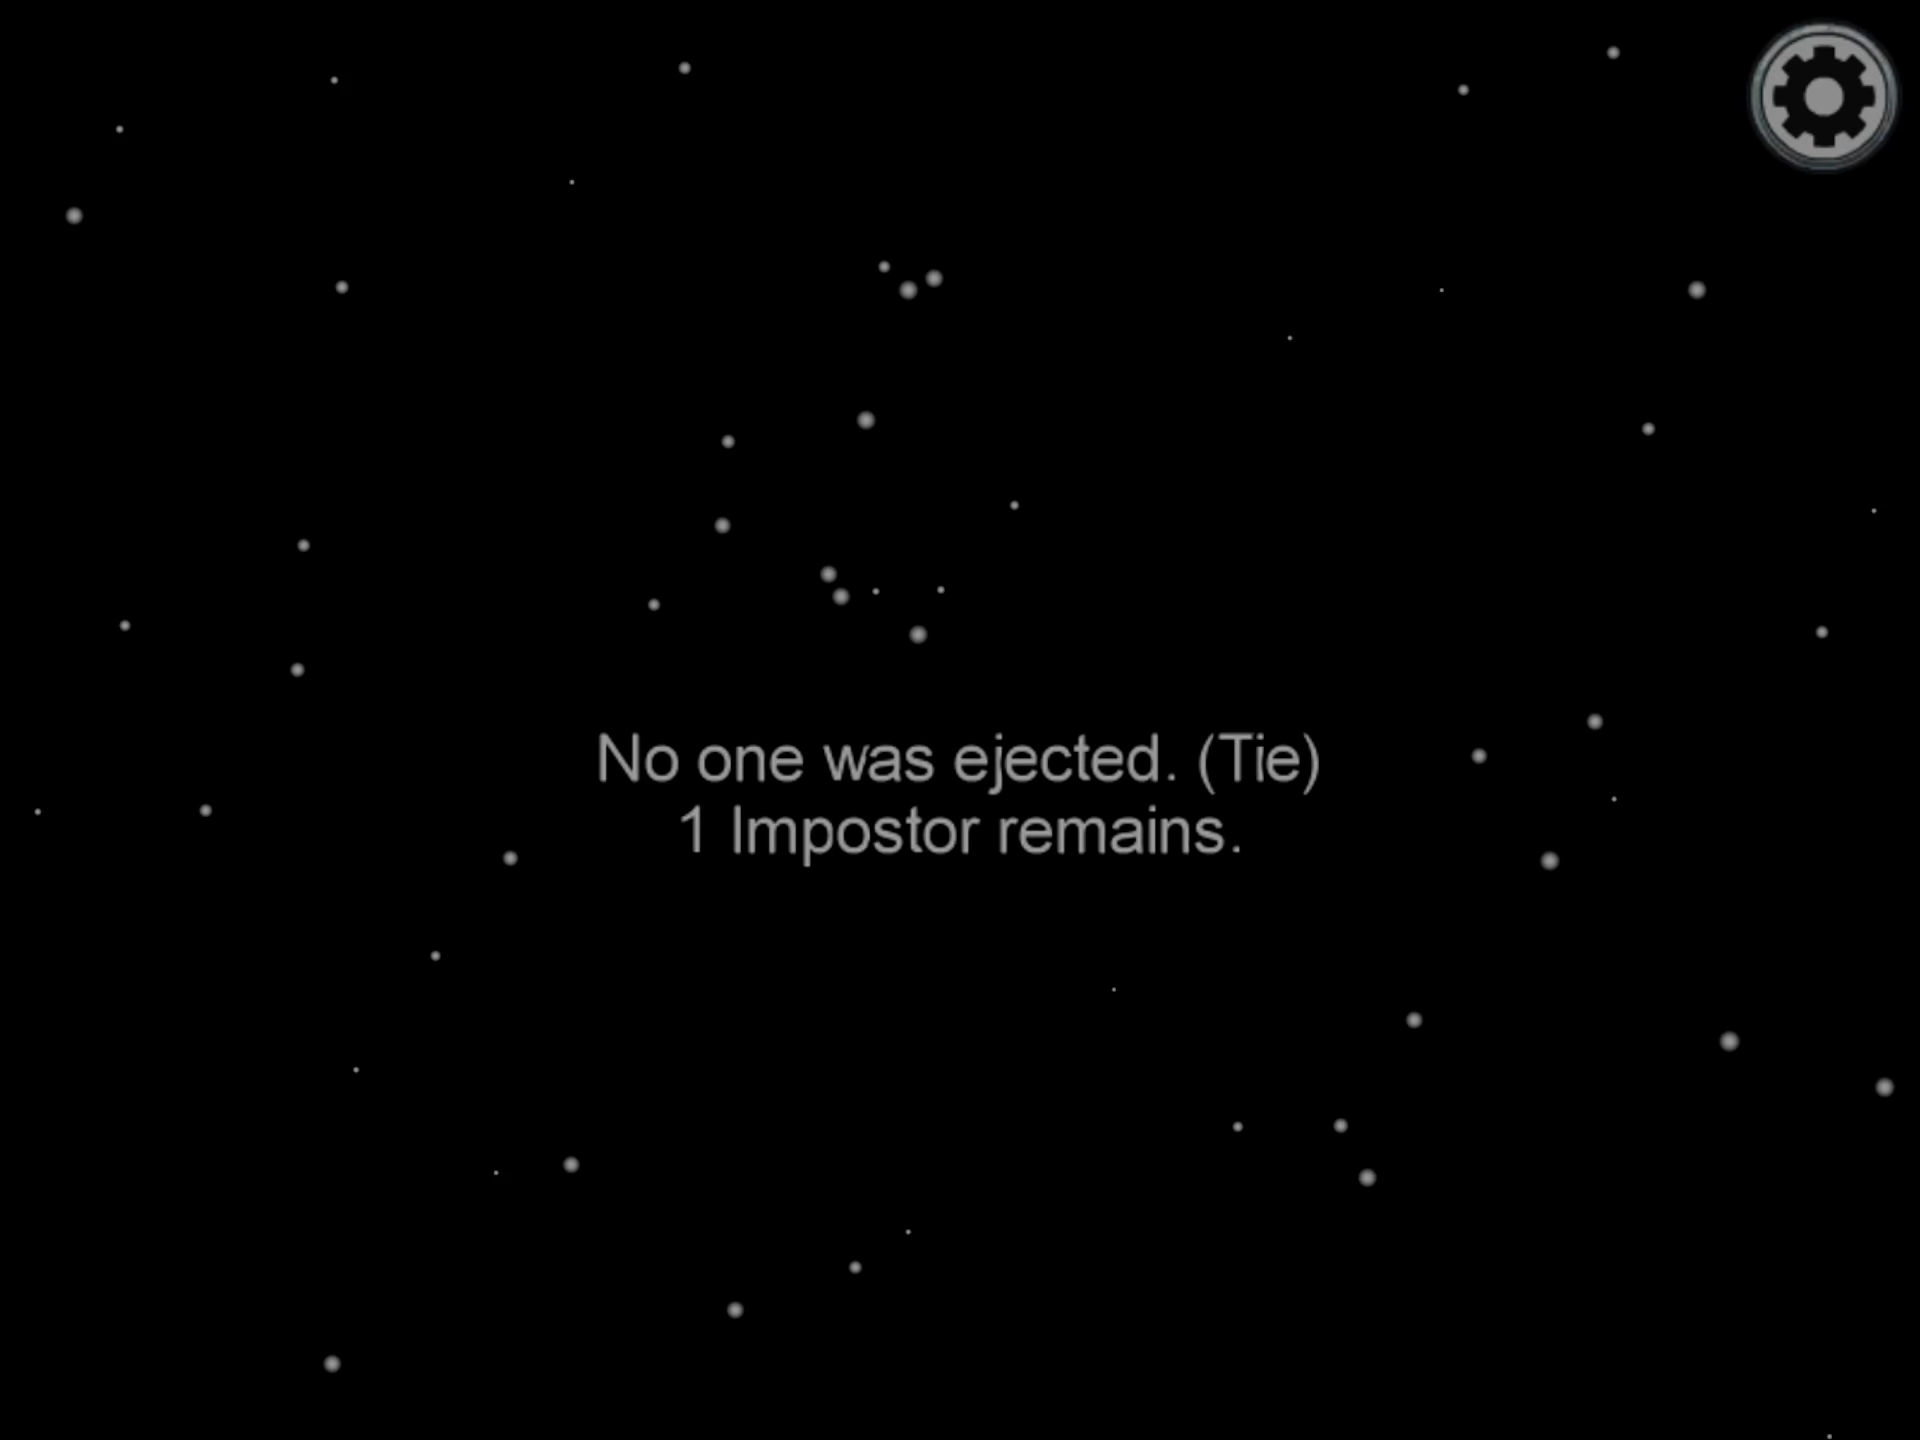 No one was ejected. (Tie)
1 Impostor remains.